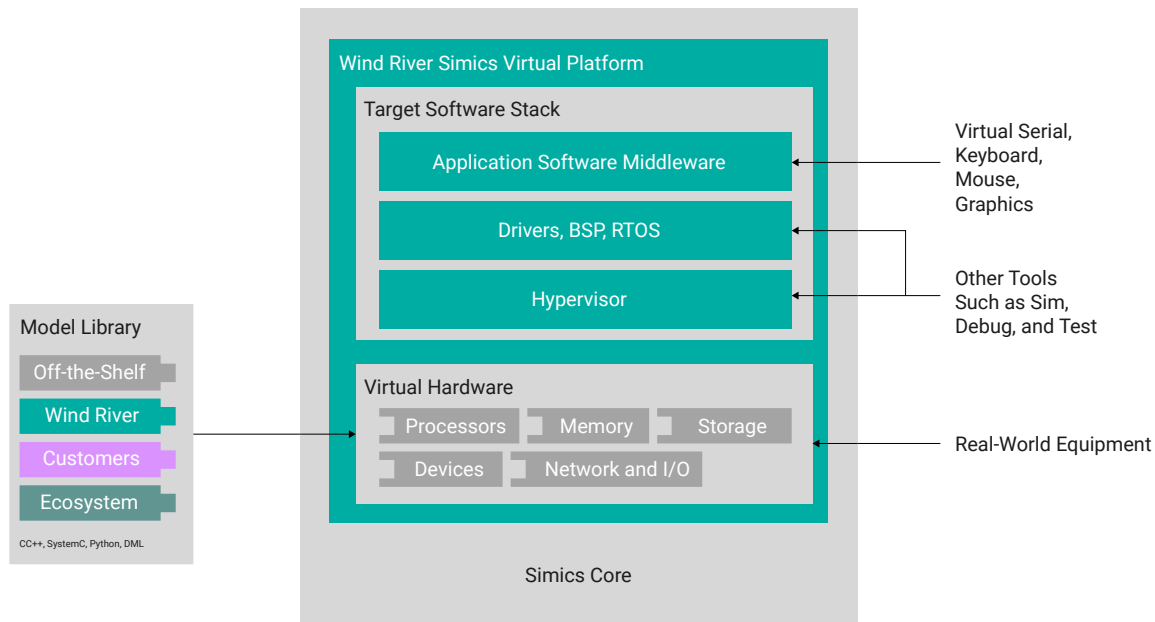 Wind River Simics Virtual Platform
Target Software Stack
Application Software Middleware
Drivers, BSP, RTOS
Hypervisor
Virtual Serial,
Keyboard,
Mouse,
Graphics
Other Tools
Such as Sim,
Debug, and Test
Model Library
Off-the-Shelf
Wind River
Customers
Ecosystem
CC++, SystemC, Python, DML
Virtual Hardware
Processors
Memory
Storage
Devices
Network and I/O
Real-World Equipment
Simics Core